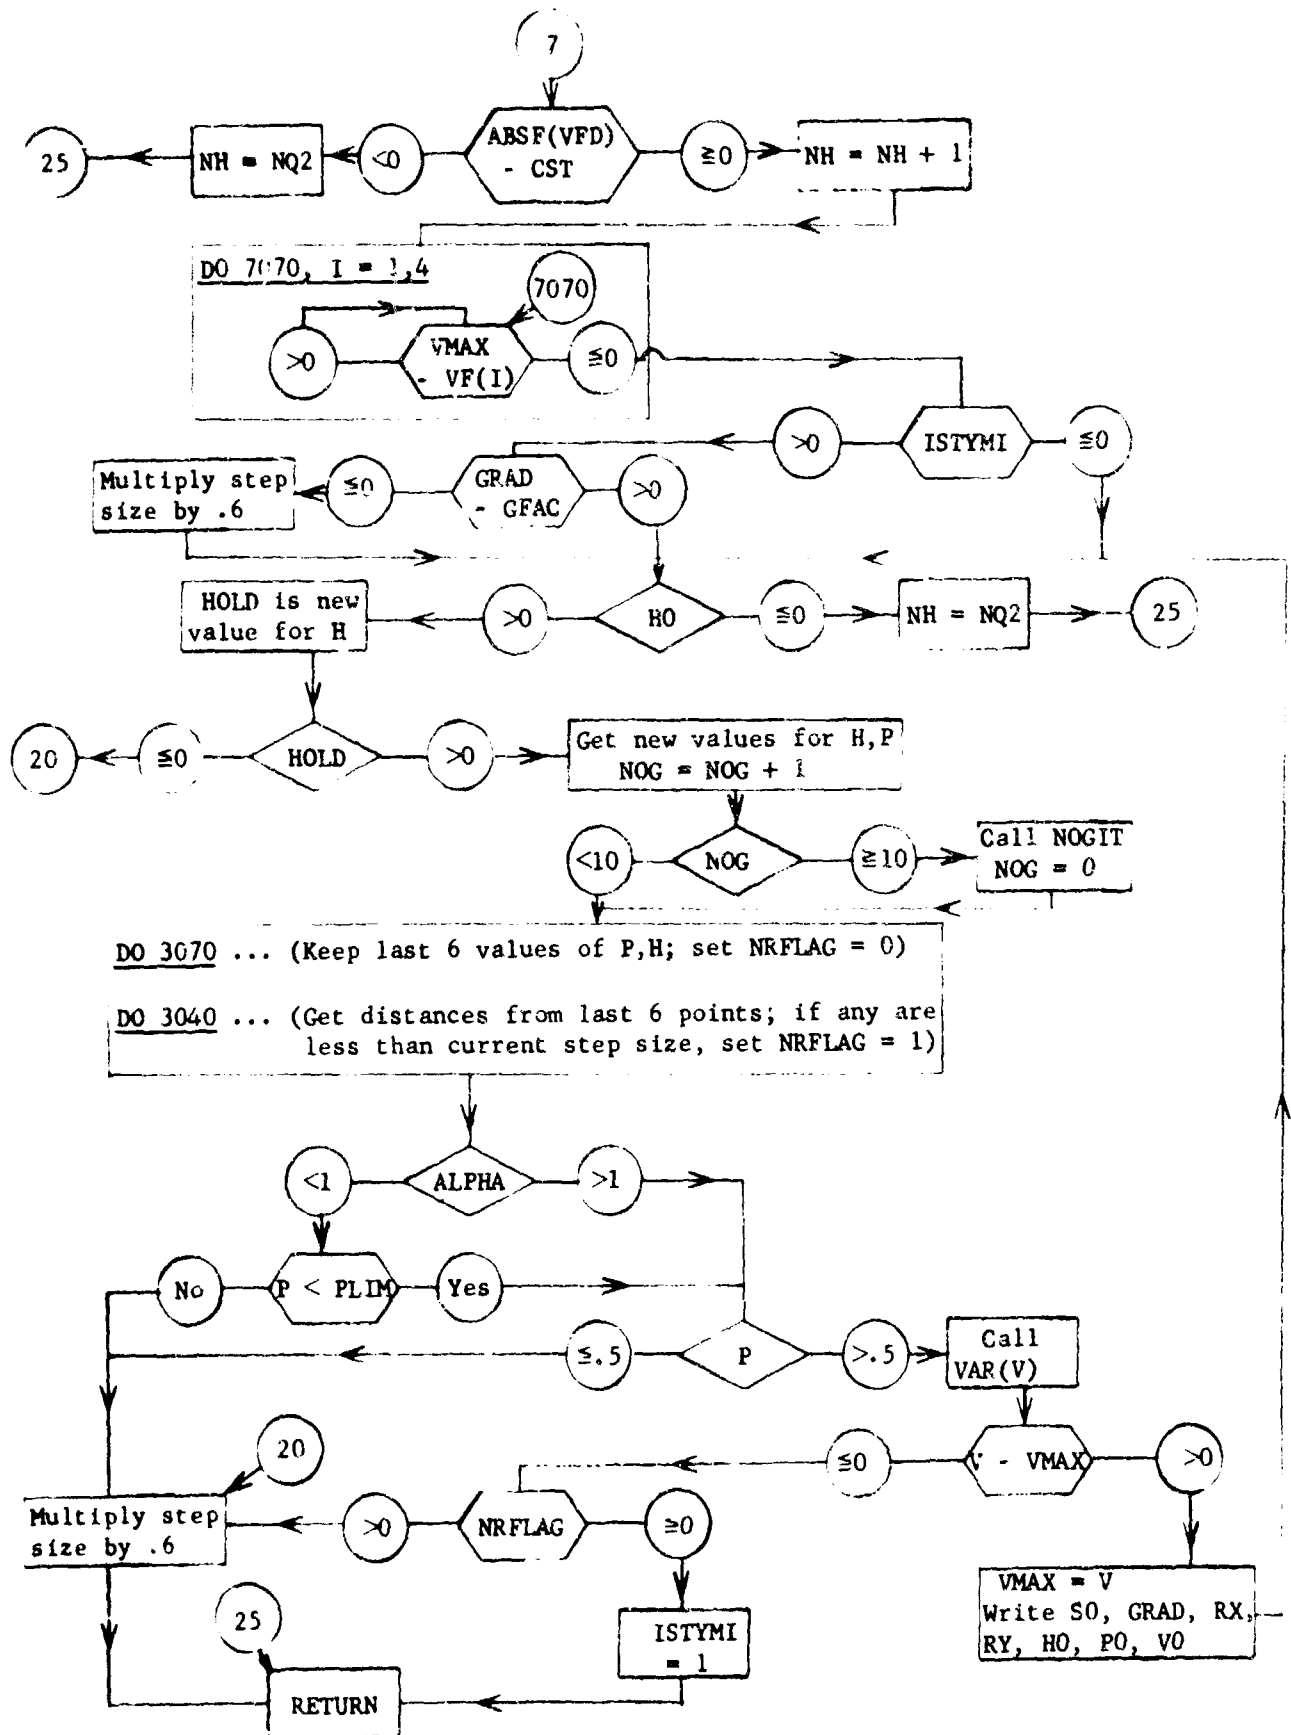 7
25
NH = NQ2
<0
ABSF(VFD)
- CST
≧0
NH = NH + 1
DO 7070, I = 1,4
7070
>0
VMAX
- VF(I)
≦0
>0
ISTYMI
≦0
Multiply step
size by .6
≦0
GRAD
- GFAC
>0
HOLD is new
value for H
>0
HO
≦0
NH = NQ2
25
20
≦0
HOLD
>0
Get new values for H,P
NOG = NOG + 1
<10
NOG
≧10
Call NOGIT
NOG = 0
DO 3070 ... (Keep last 6 values of P,H; set NRFLAG = 0)
DO 3040 ... (Get distances from last 6 points; if any are
less than current step size, set NRFLAG = 1)
<1
ALPHA
>1
No
P < PLIM
Yes
≦.5
P
>.5
Call
VAR(V)
20
≦0
V - VMAX
>0
Multiply step
size by .6
>0
NRFLAG
≧0
VMAX = V
Write SO, GRAD, RX,
RY, HO, PO, VO
25
ISTYMI
= 1
RETURN